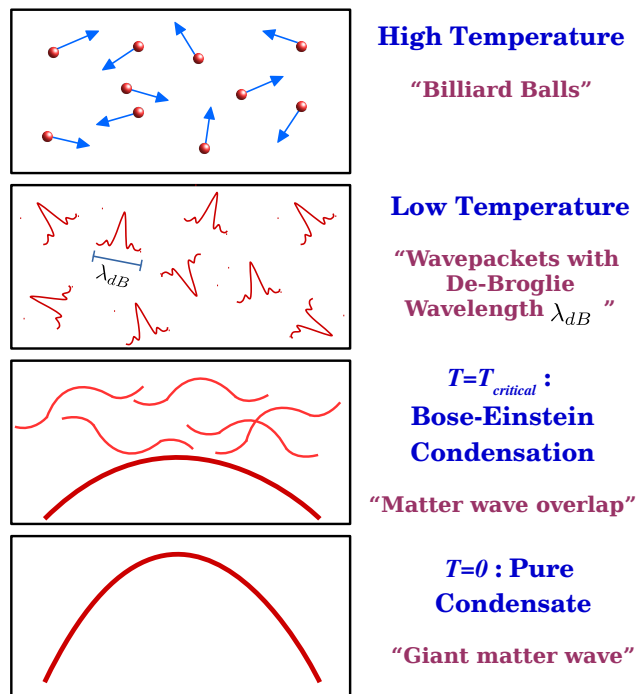 High Temperature
“Billiard Balls”
Low Temperature
“Wavepackets with
De-Broglie
Wavelength λdB ”
λdB
T=Tcritical :
Bose-Einstein
Condensation
“Matter wave overlap”
T=0 : Pure
Condensate
“Giant matter wave”